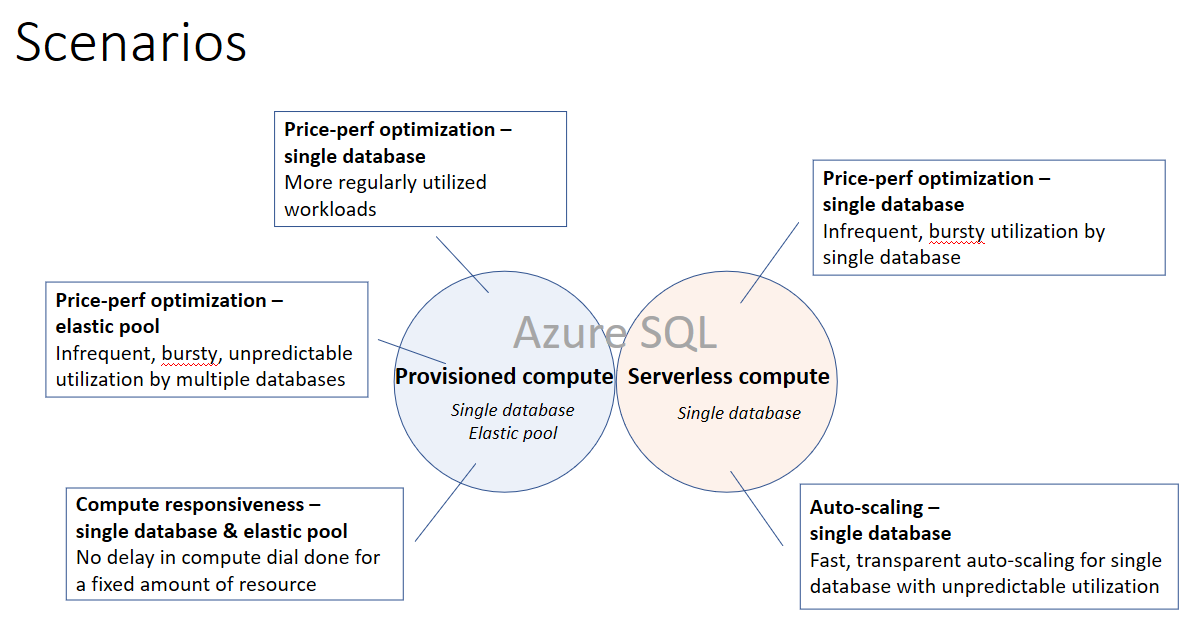 Scenarios
Price-perf optimization –
single database
More regularly utilized
workloads
Price-perf optimization –
single database
Infrequent, bursty utilization by
single database
Price-perf optimization –
elastic pool
Infrequent, bursty, unpredictable
utilization by multiple databases
Azure SQL
Provisioned compute
Single database
Elastic pool
Serverless compute
Single database
Compute responsiveness –
single database & elastic pool
No delay in compute dial done for
a fixed amount of resource
Auto-scaling –
single database
Fast, transparent auto-scaling for single
database with unpredictable utilization